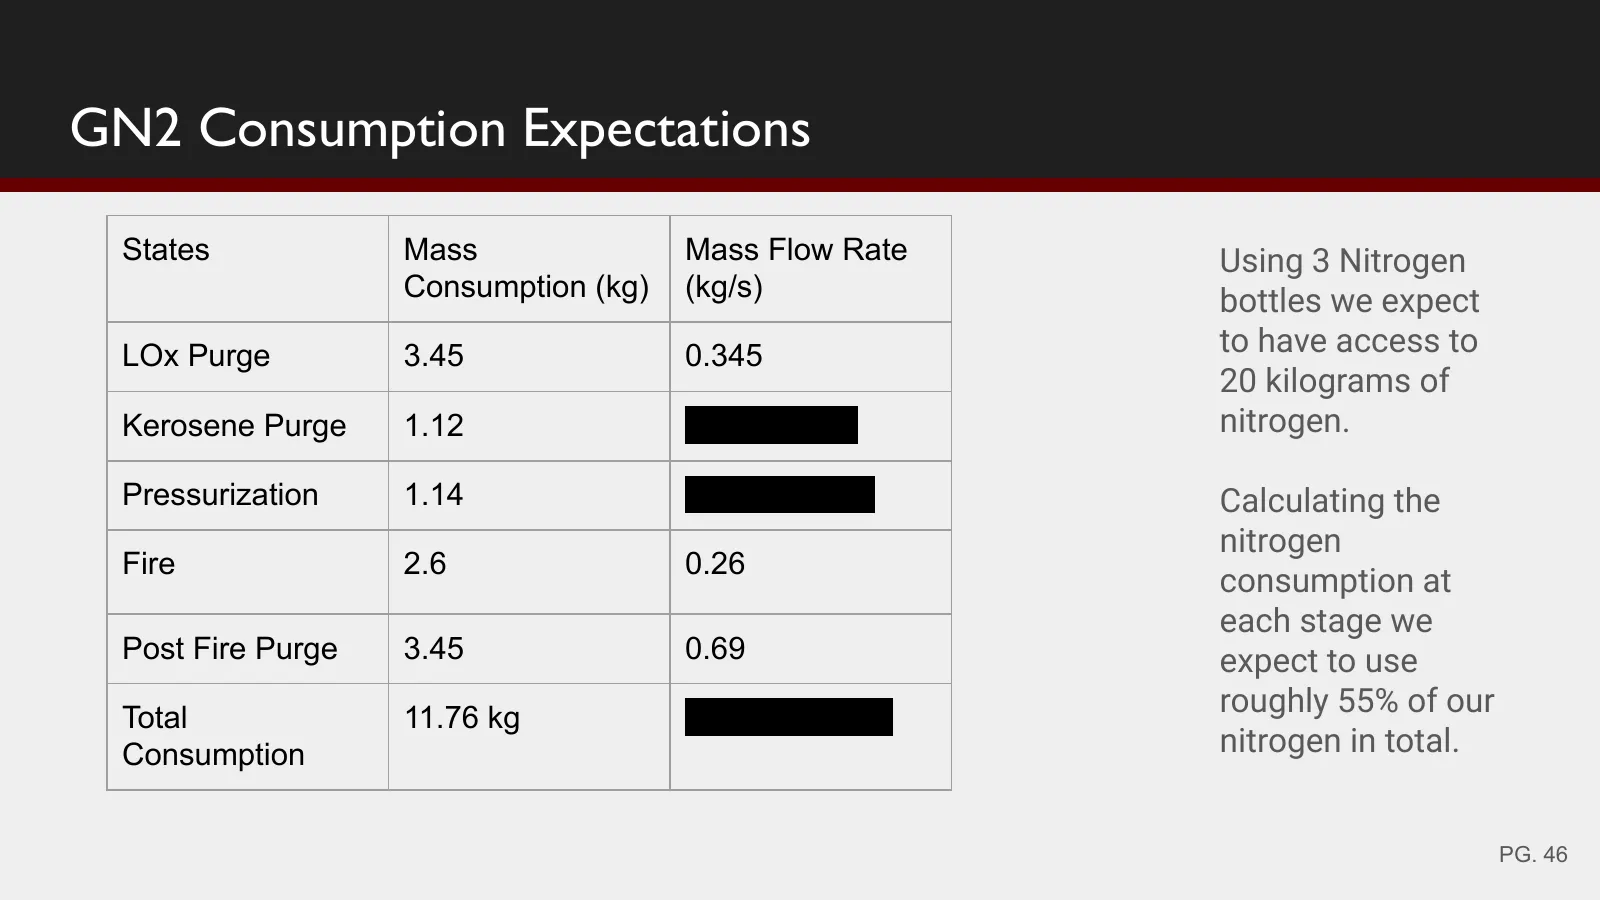 GN2 Consumption Expectations
States
Mass
Consumption (kg)
Mass Flow Rate
(kg/s)
LOx Purge
3.45
0.345
Kerosene Purge
1.12
Pressurization
1.14
Fire
2.6
0.26
Post Fire Purge
3.45
0.69
Total
Consumption
11.76 kg
Using 3 Nitrogen
bottles we expect
to have access to
20 kilograms of
nitrogen.
Calculating the
nitrogen
consumption at
each stage we
expect to use
roughly 55% of our
nitrogen in total.
PG. 46